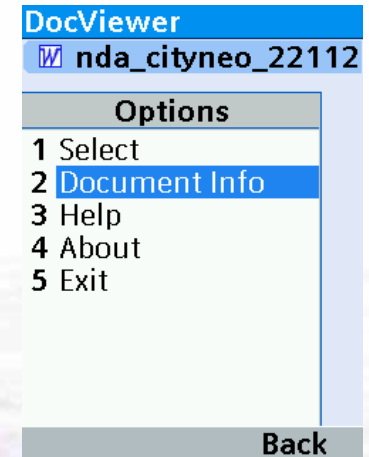 DocViewer
W nda_cityneo_22112
Options
1 Select
2 Document Info
3 Help
4 About
5 Exit
Back